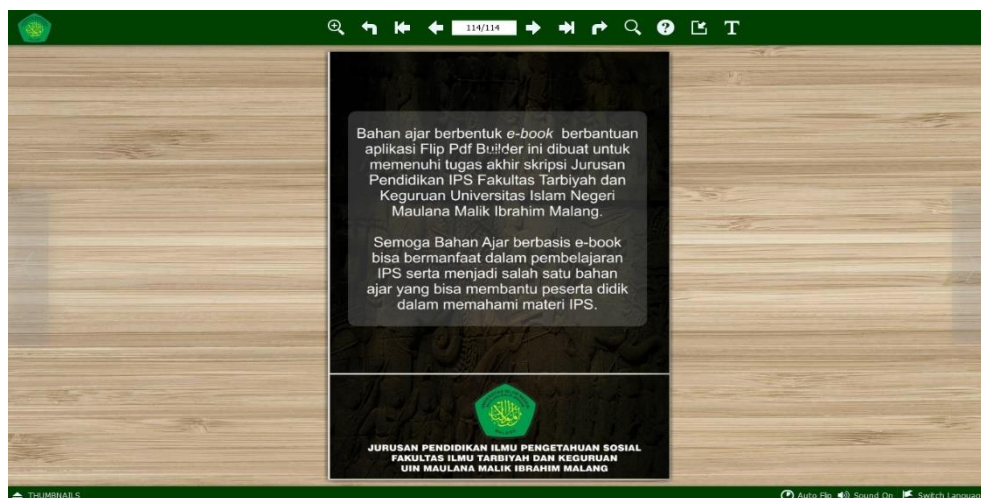 114/114
T
Bahan ajar berbentuk e-book berbantuan
aplikasi Flip Pdf Builder ini dibuat untuk
memenuhi tugas akhir skripsi Jurusan
Pendidikan IPS Fakultas Tarbiyah dan
Keguruan Universitas Islam Negeri
Maulana Malik Ibrahim Malang.
Semoga Bahan Ajar berbasis e-book
bisa bermanfaat dalam pembelajaran
IPS serta menjadi salah satu bahan
ajar yang bisa membantu peserta didik
dalam memahami materi IPS.
JURUSAN PENDIDIKAN ILMU PENGETAHUAN SOSIAL
FAKULTAS ILMU TARBIYAH DAN KEGURUAN
UIN MAULANA MALIK IBRAHIM MALANG
THUMBNAILS Auto Flip Sound On Switch Languag